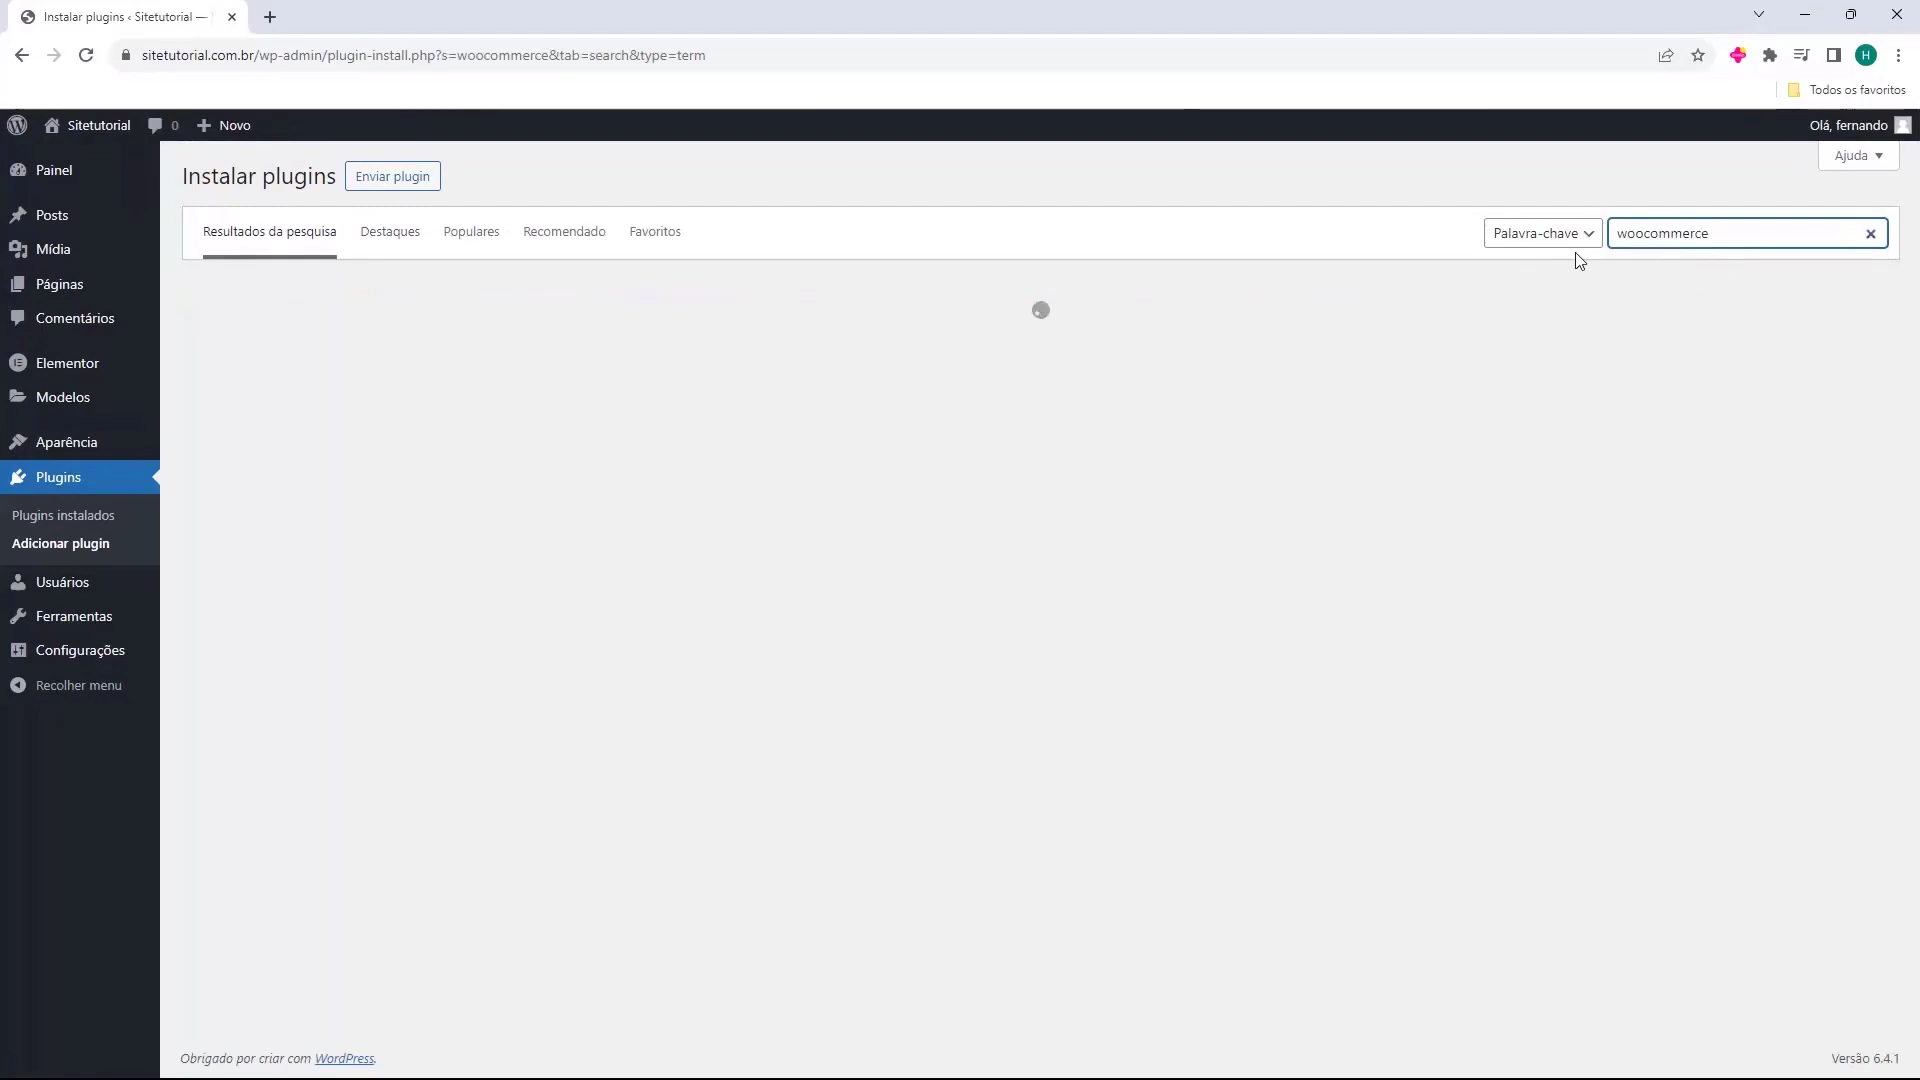 Instalar plugins ‹ Sitetutorial —
sitetutorial.com.br/wp-admin/plugin-install.php?s=woocommerce&tab=search&type=term
H
Todos os favoritos
Sitetutorial
0
Novo
Olá, fernando
Ajuda
Painel
Instalar plugins
Enviar plugin
Posts
Resultados da pesquisa
Destaques
Populares
Recomendado
Favoritos
Palavra-chave
woocommerce
Mídia
Páginas
Comentários
Elementor
Modelos
Aparência
Plugins
Plugins instalados
Adicionar plugin
Usuários
Ferramentas
Configurações
Recolher menu
Obrigado por criar com WordPress.
Versão 6.4.1